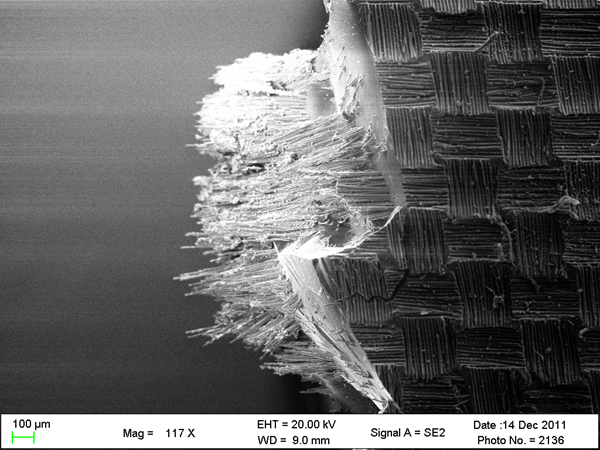 100 µm
Mag = 117 X
EHT = 20.00 kV
WD = 9.0 mm
Signal A = SE2
Date :14 Dec 2011
Photo No. = 2136